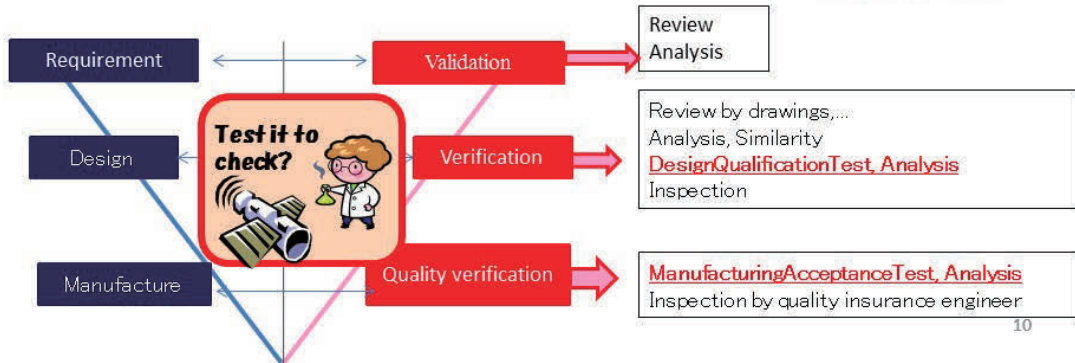 Requirement
Validation
Review
Analysis
Test it to
check?
Design
Verification
Review by drawings,...
Analysis, Similarity
DesignQualificationTest, Analysis
Inspection
Manufacture
Quality verification
ManufacturingAcceptanceTest, Analysis
Inspection by quality insurance engineer
10